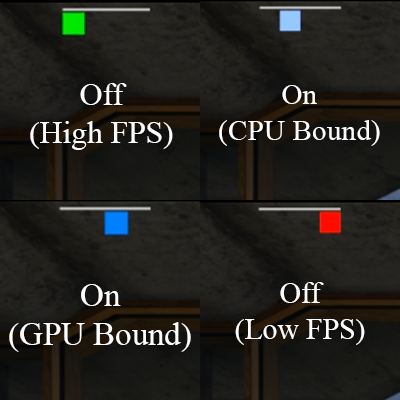 Off
(High FPS)
On
(CPU Bound)
On
(GPU Bound)
Off
(Low FPS)